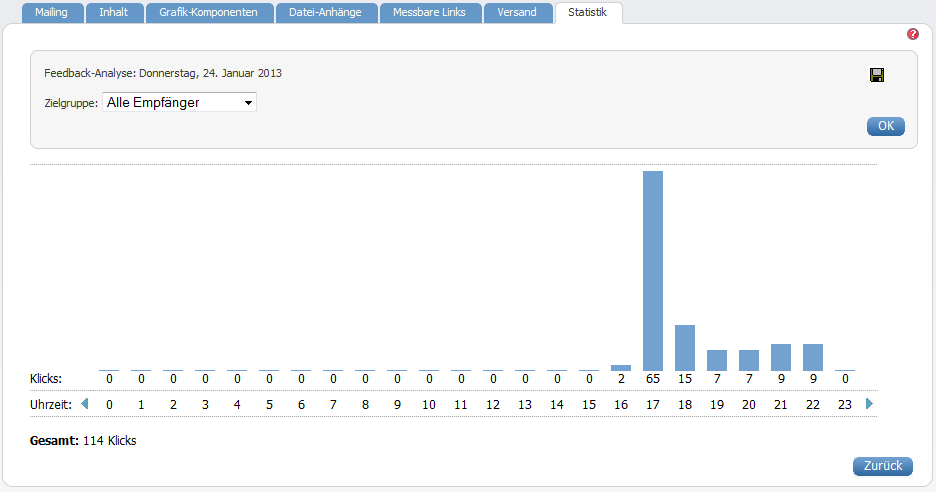 Mailing Inhalt Grafik-Komponenten Datei-Anhänge Messbare Links Versand Statistik
?
Feedback-Analyse: Donnerstag, 24. Januar 2013
Zielgruppe: Alle Empfänger
OK
Klicks: 0 0 0 0 0 0 0 0 0 0 0 0 0 0 0 0 2 65 15 7 7 9 9 0
Uhrzeit: 0 1 2 3 4 5 6 7 8 9 10 11 12 13 14 15 16 17 18 19 20 21 22 23
Gesamt: 114 Klicks
Zurück